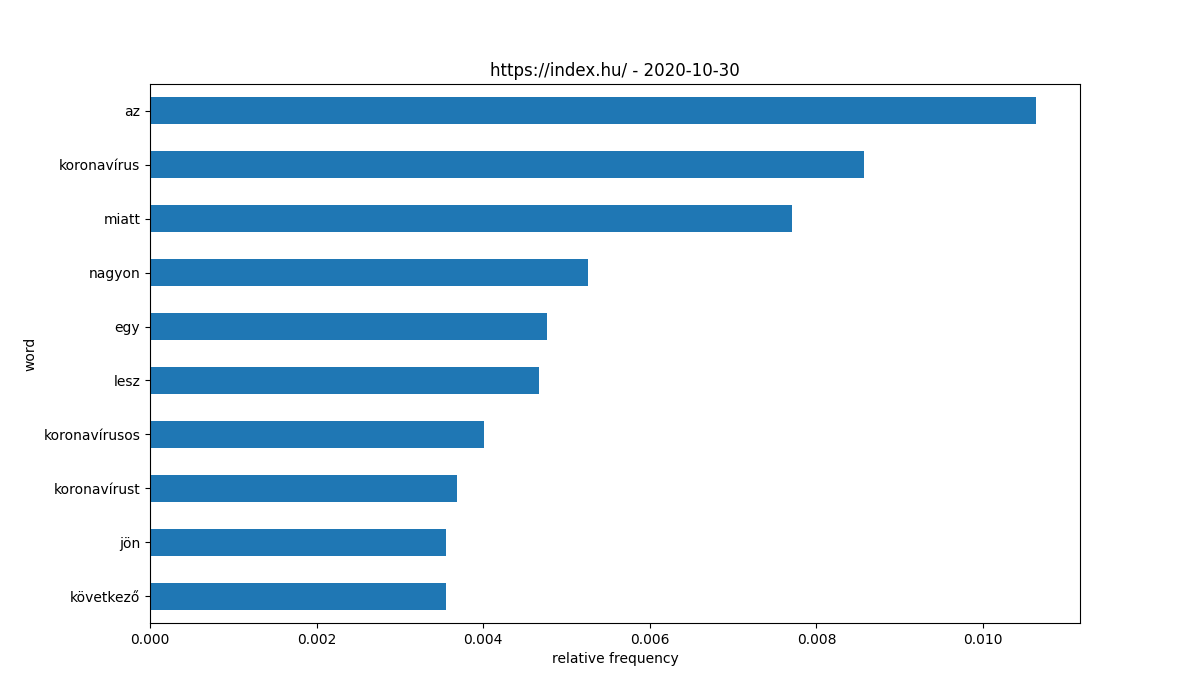 https://index.hu/ - 2020-10-30
az
koronavírus
miatt
nagyon
egy
lesz
koronavírusos
koronavírust
jön
következő
word
0.000 0.002 0.004 0.006 0.008 0.010
relative frequency